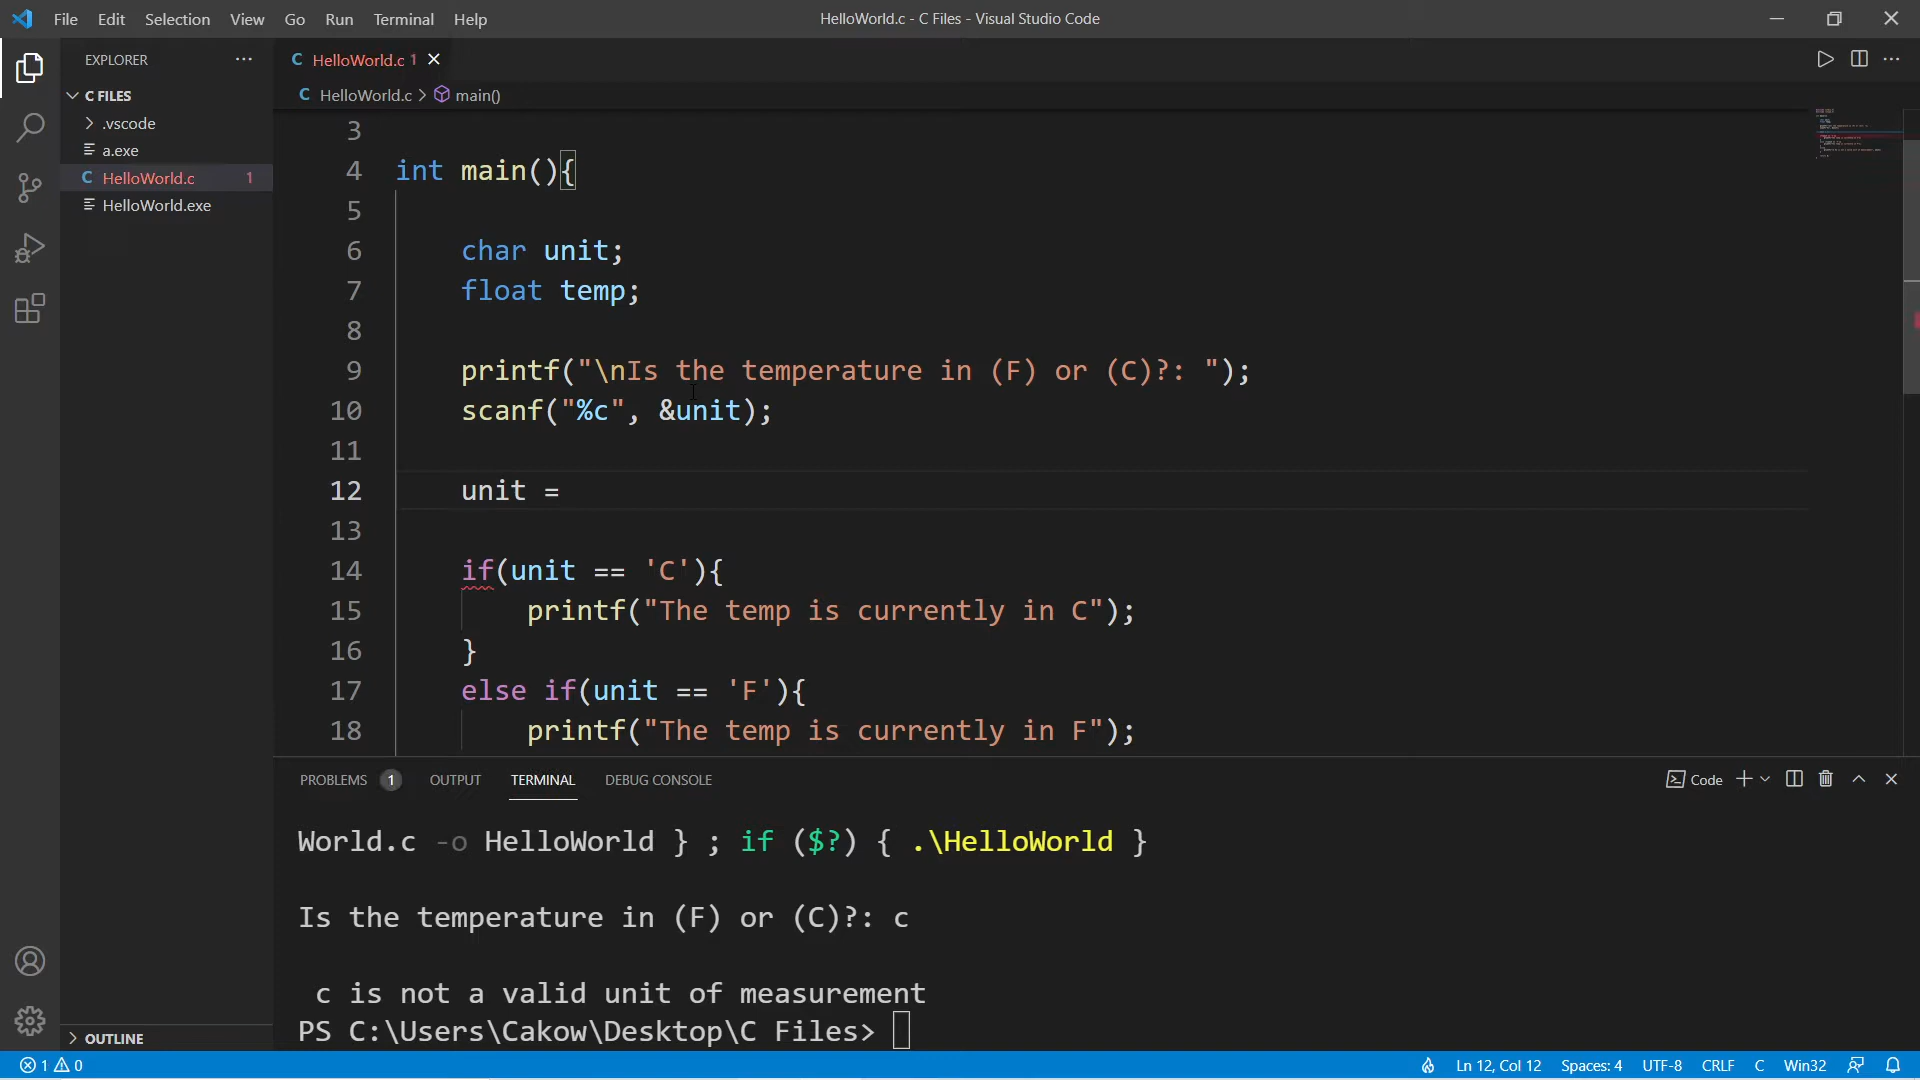 File Edit Selection View Go Run Terminal Help
HelloWorld.c - C Files - Visual Studio Code
EXPLORER
C FILES
.vscode
a.exe
C HelloWorld.c 1
HelloWorld.exe
OUTLINE
C HelloWorld.c 1
C HelloWorld.c > main()
3
4 int main(){
5
6 char unit;
7 float temp;
8
9 printf("\nIs the temperature in (F) or (C)?: ");
10 scanf("%c", &unit);
11
12 unit =
13
14 if(unit == 'C'){
15 printf("The temp is currently in C");
16 }
17 else if(unit == 'F'){
18 printf("The temp is currently in F");
PROBLEMS 1 OUTPUT TERMINAL DEBUG CONSOLE
Code
World.c -o HelloWorld } ; if ($?) { .\HelloWorld }
Is the temperature in (F) or (C)?: c
c is not a valid unit of measurement
PS C:\Users\Cakow\Desktop\C Files>
1 0
Ln 12, Col 12 Spaces: 4 UTF-8 CRLF C Win32